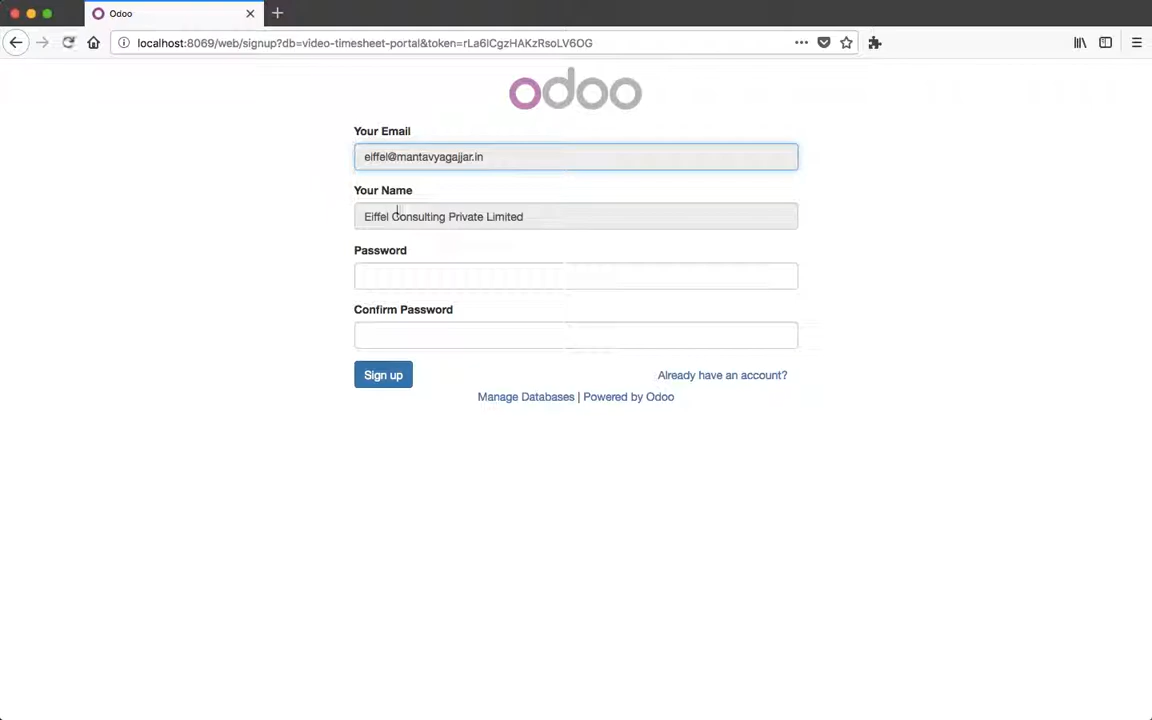 Odoo
localhost:8069/web/signup?db=video-timesheet-portal&token=rLa6lCgzHAKzRsoLV6OG
odoo
Your Email
eiffel@mantavyagajjar.in
Your Name
Eiffel Consulting Private Limited
Password
Confirm Password
Sign up
Already have an account?
Manage Databases | Powered by Odoo